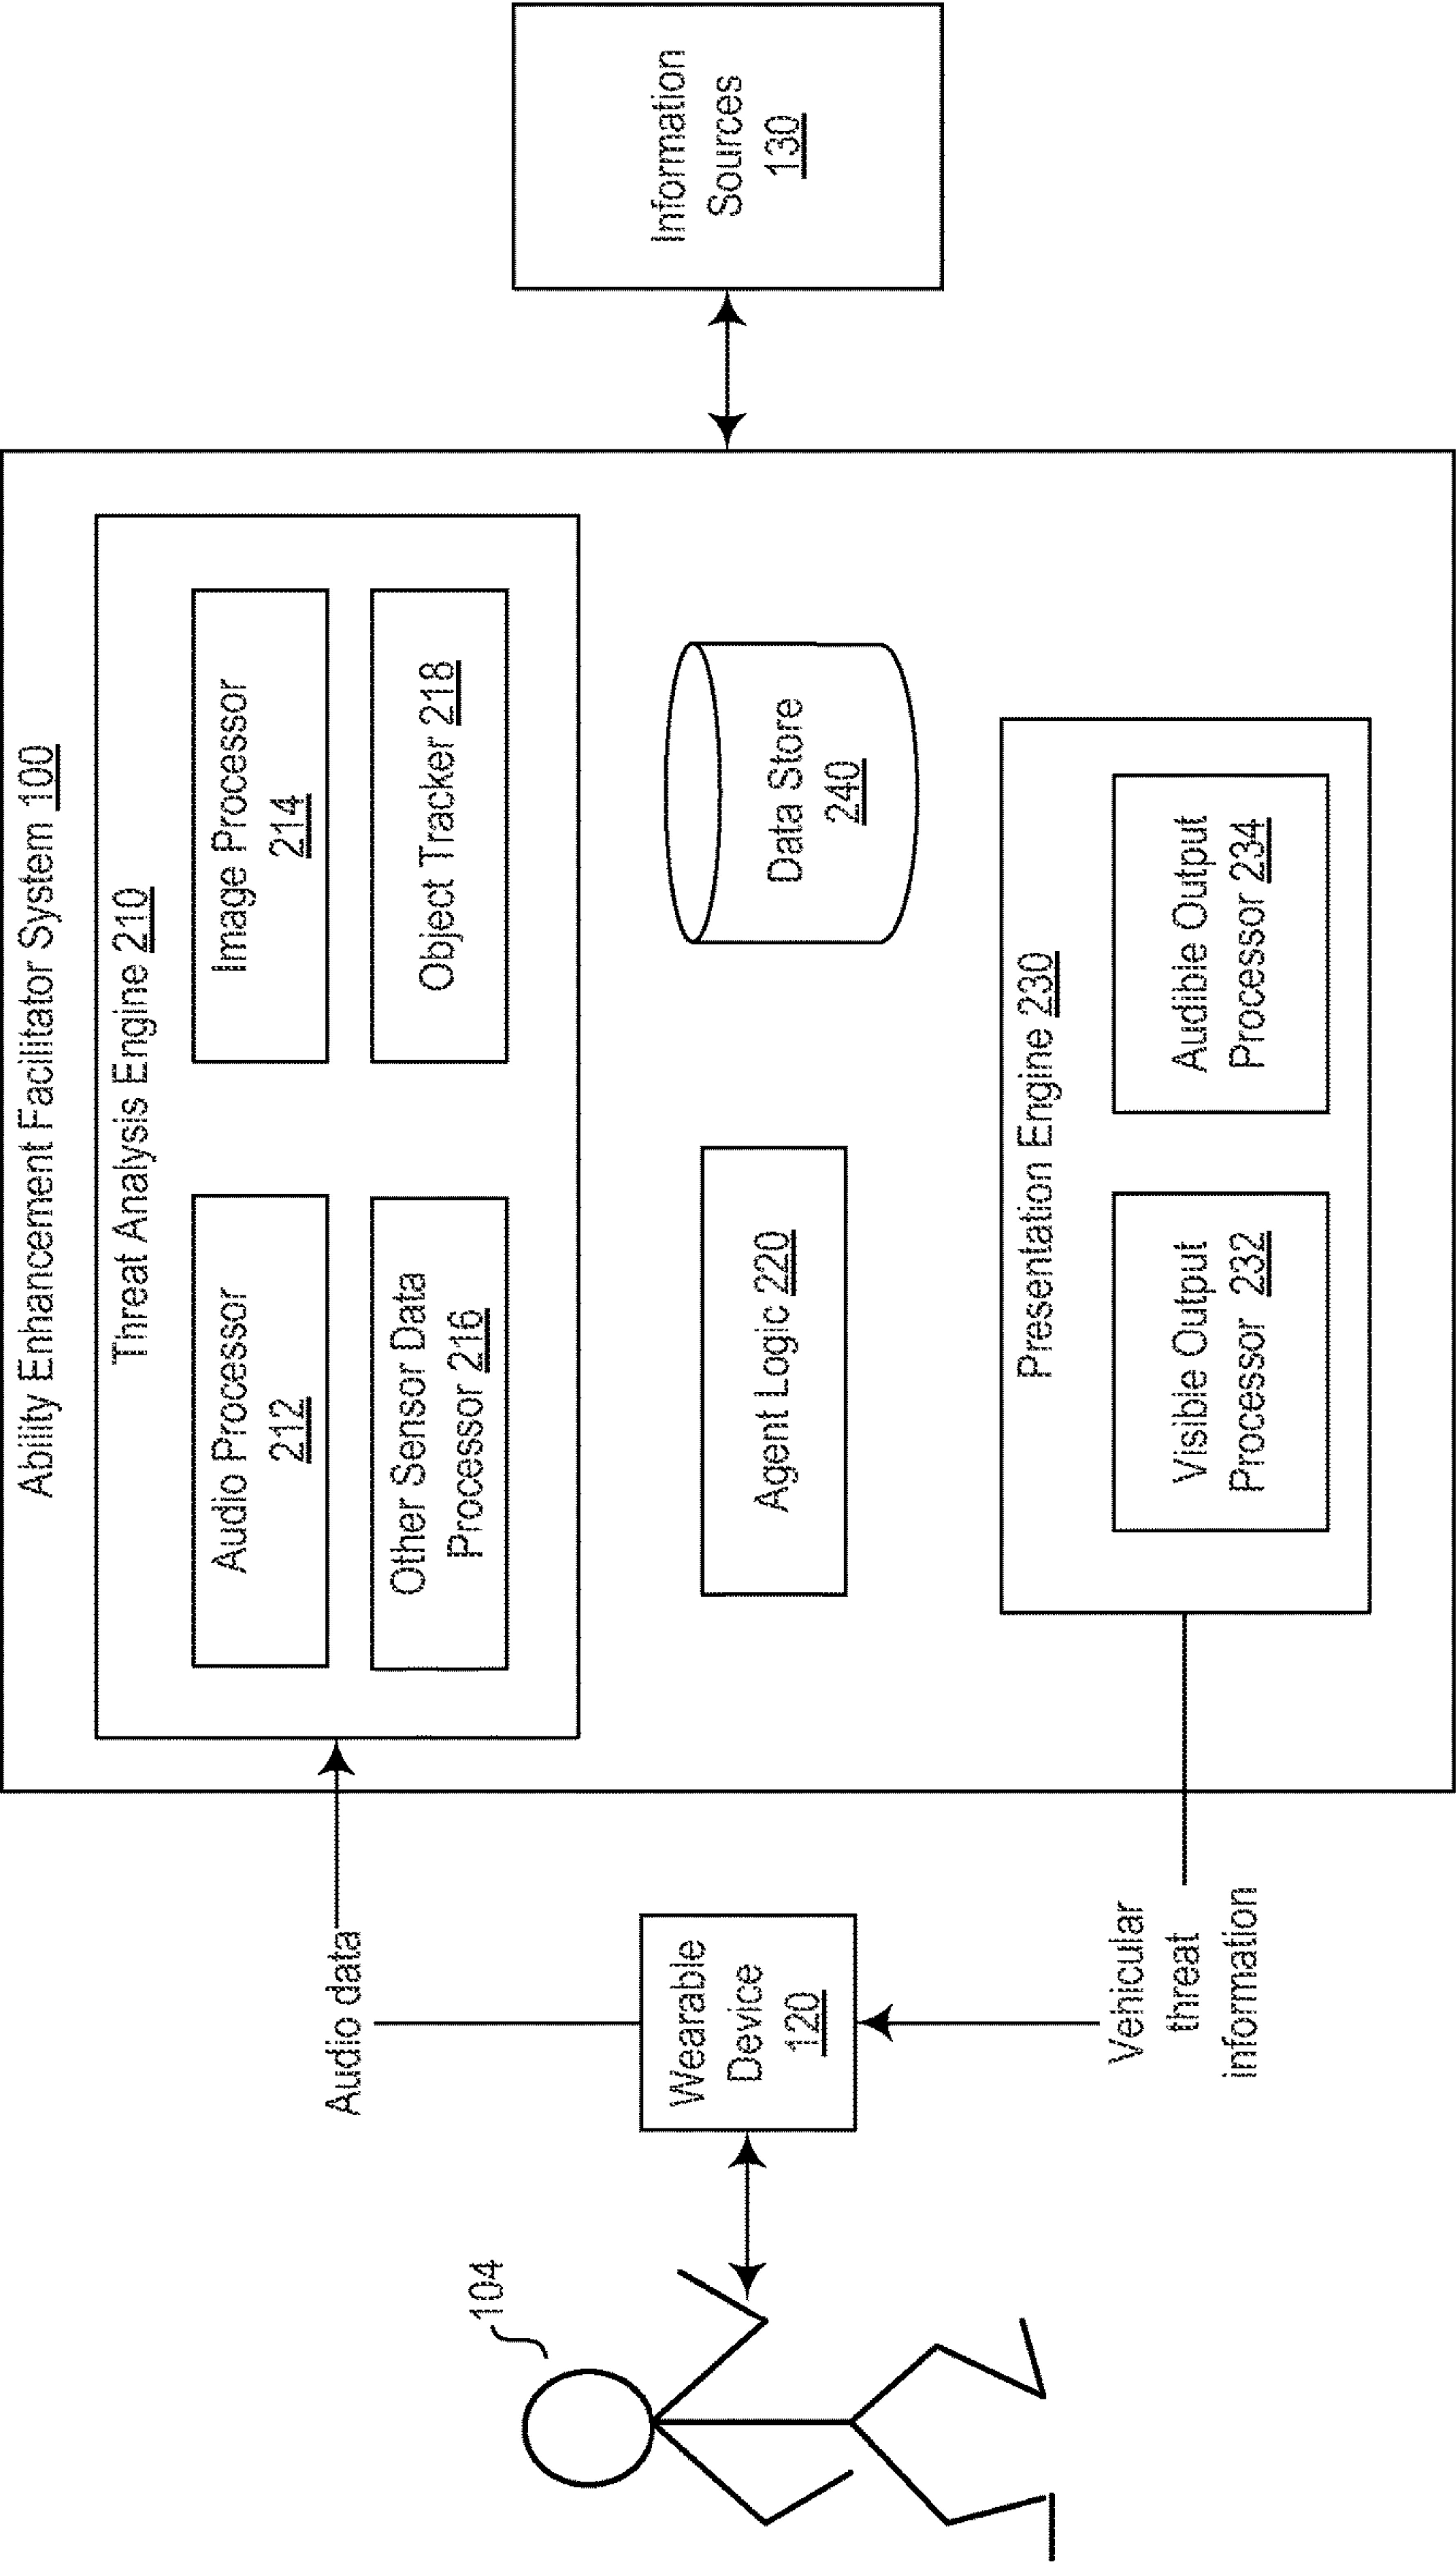 Ability Enhancement Facilitator System 100
Threat Analysis Engine 210
Audio Processor
212
Image Processor
214
Other Sensor Data
Processor 216
Object Tracker 218
Agent Logic 220
Data Store
240
Presentation Engine 230
Visible Output
Processor 232
Audible Output
Processor 234
104
Audio data
Wearable
Device
120
Vehicular
threat
information
Information
Sources
130